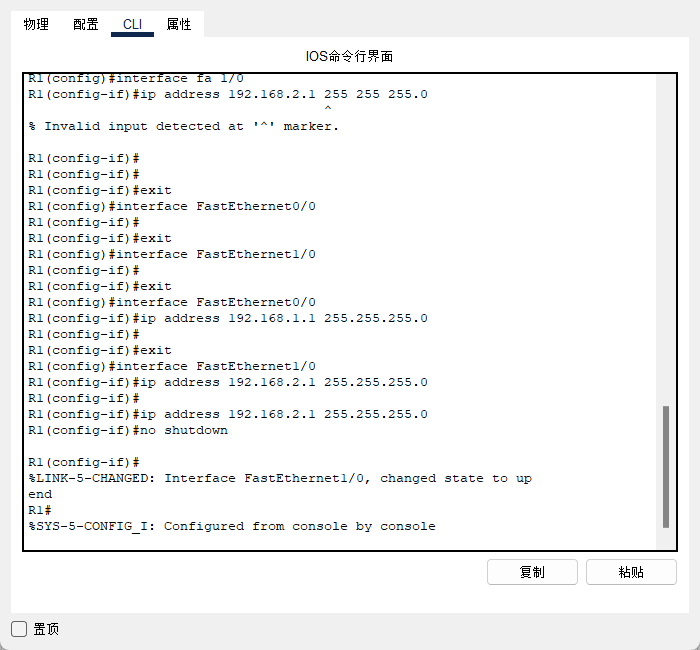 物理 配置 CLI 属性
IOS命令行界面
R1(config)#interface fa 1/0
R1(config-if)#ip address 192.168.2.1 255 255 255.0
^
% Invalid input detected at '^' marker.
R1(config-if)#
R1(config-if)#
R1(config-if)#exit
R1(config)#interface FastEthernet0/0
R1(config-if)#
R1(config-if)#exit
R1(config)#interface FastEthernet1/0
R1(config-if)#
R1(config-if)#exit
R1(config)#interface FastEthernet0/0
R1(config-if)#ip address 192.168.1.1 255.255.255.0
R1(config-if)#
R1(config-if)#exit
R1(config)#interface FastEthernet1/0
R1(config-if)#ip address 192.168.2.1 255.255.255.0
R1(config-if)#
R1(config-if)#ip address 192.168.2.1 255.255.255.0
R1(config-if)#no shutdown
R1(config-if)#
%LINK-5-CHANGED: Interface FastEthernet1/0, changed state to up
end
R1#
%SYS-5-CONFIG_I: Configured from console by console
复制 粘贴
置顶